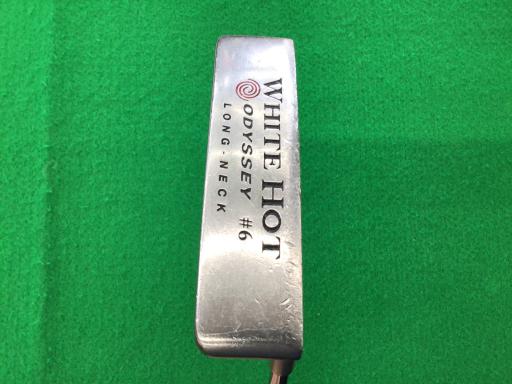 WHITE HOT
ODYSSEY #6
LONG-NECK